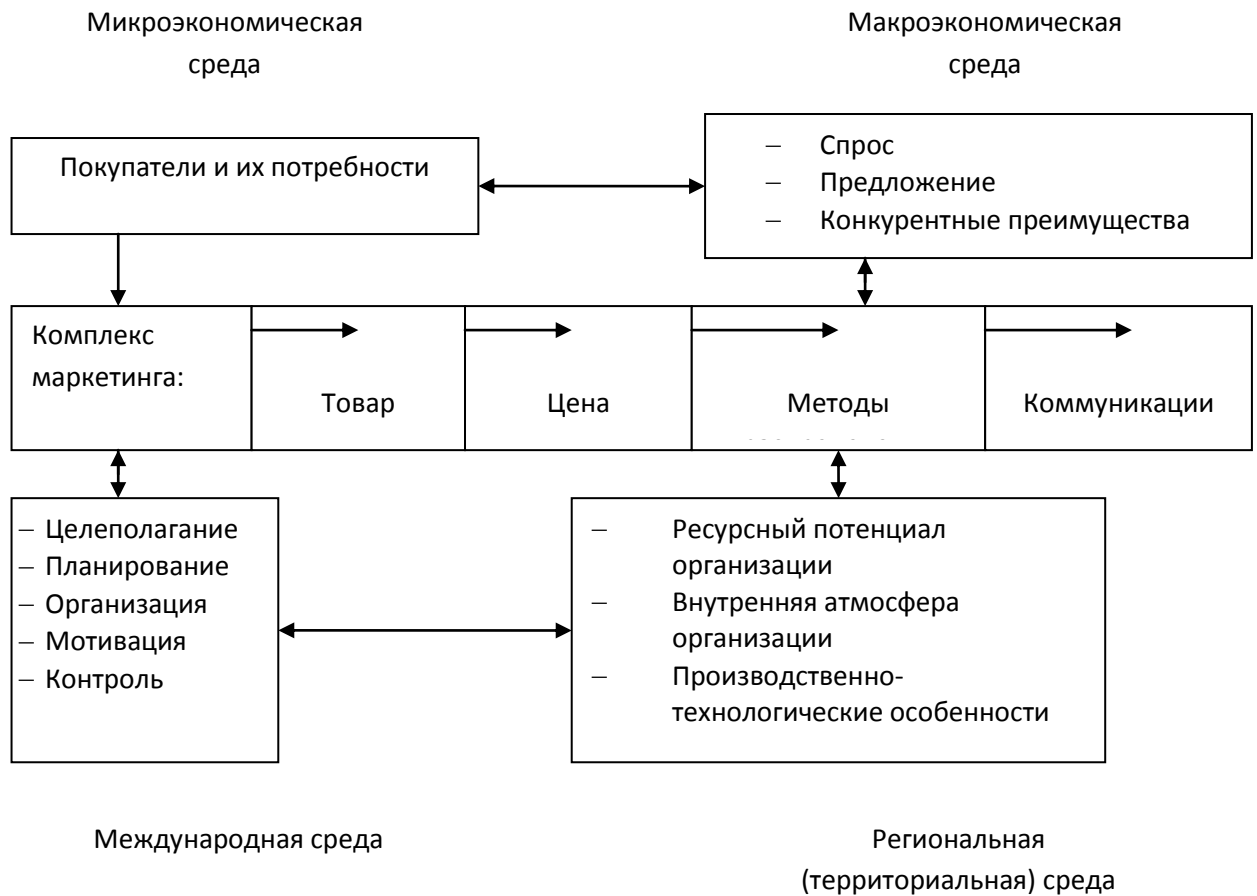 Микроэкономическая
среда
Макроэкономическая
среда
Покупатели и их потребности
– Спрос
– Предложение
– Конкурентные преимущества
Комплекс
маркетинга:
Товар
Цена
Методы
Коммуникации
– Целеполагание
– Планирование
– Организация
– Мотивация
– Контроль
– Ресурсный потенциал
организации
– Внутренняя атмосфера
организации
– Производственно-
технологические особенности
Международная среда
Региональная
(территориальная) среда